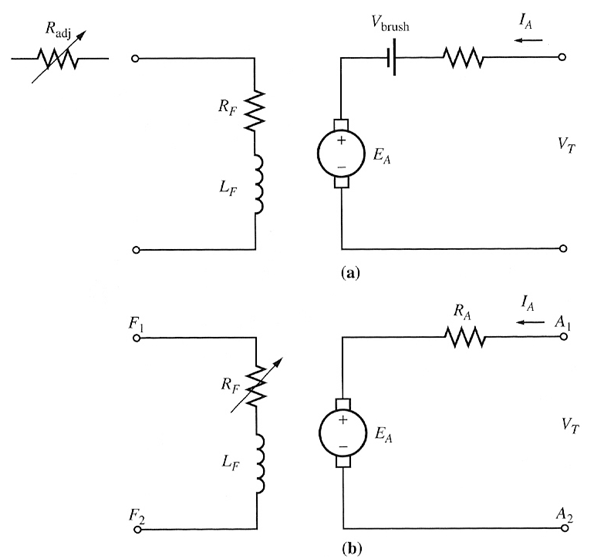 R_adj
V_brush
I_A
R_F
+
E_A
−
V_T
L_F
(a)
F_1
R_A
I_A
A_1
R_F
+
E_A
−
V_T
L_F
F_2
A_2
(b)